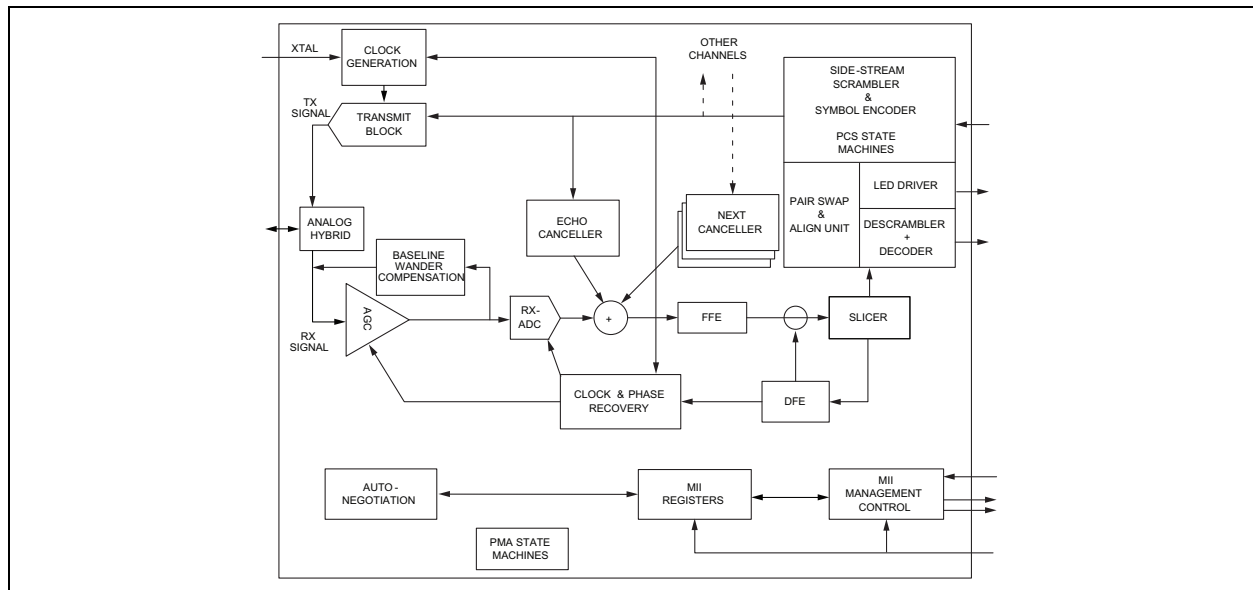 XTAL
CLOCK
GENERATION
OTHER
CHANNELS
SIDE-STREAM
SCRAMBLER
&
SYMBOL ENCODER
PCS STATE
MACHINES
TX
SIGNAL
TRANSMIT
BLOCK
LED DRIVER
PAIR SWAP
&
ALIGN UNIT
DESCRAMBLER
+
DECODER
ANALOG
HYBRID
ECHO
CANCELLER
NEXT
CANCELLER
BASELINE
WANDER
COMPENSATION
AGC
RX-
ADC
+
FFE
SLICER
RX
SIGNAL
CLOCK & PHASE
RECOVERY
DFE
AUTO-
NEGOTIATION
MII
REGISTERS
MII
MANAGEMENT
CONTROL
PMA STATE
MACHINES